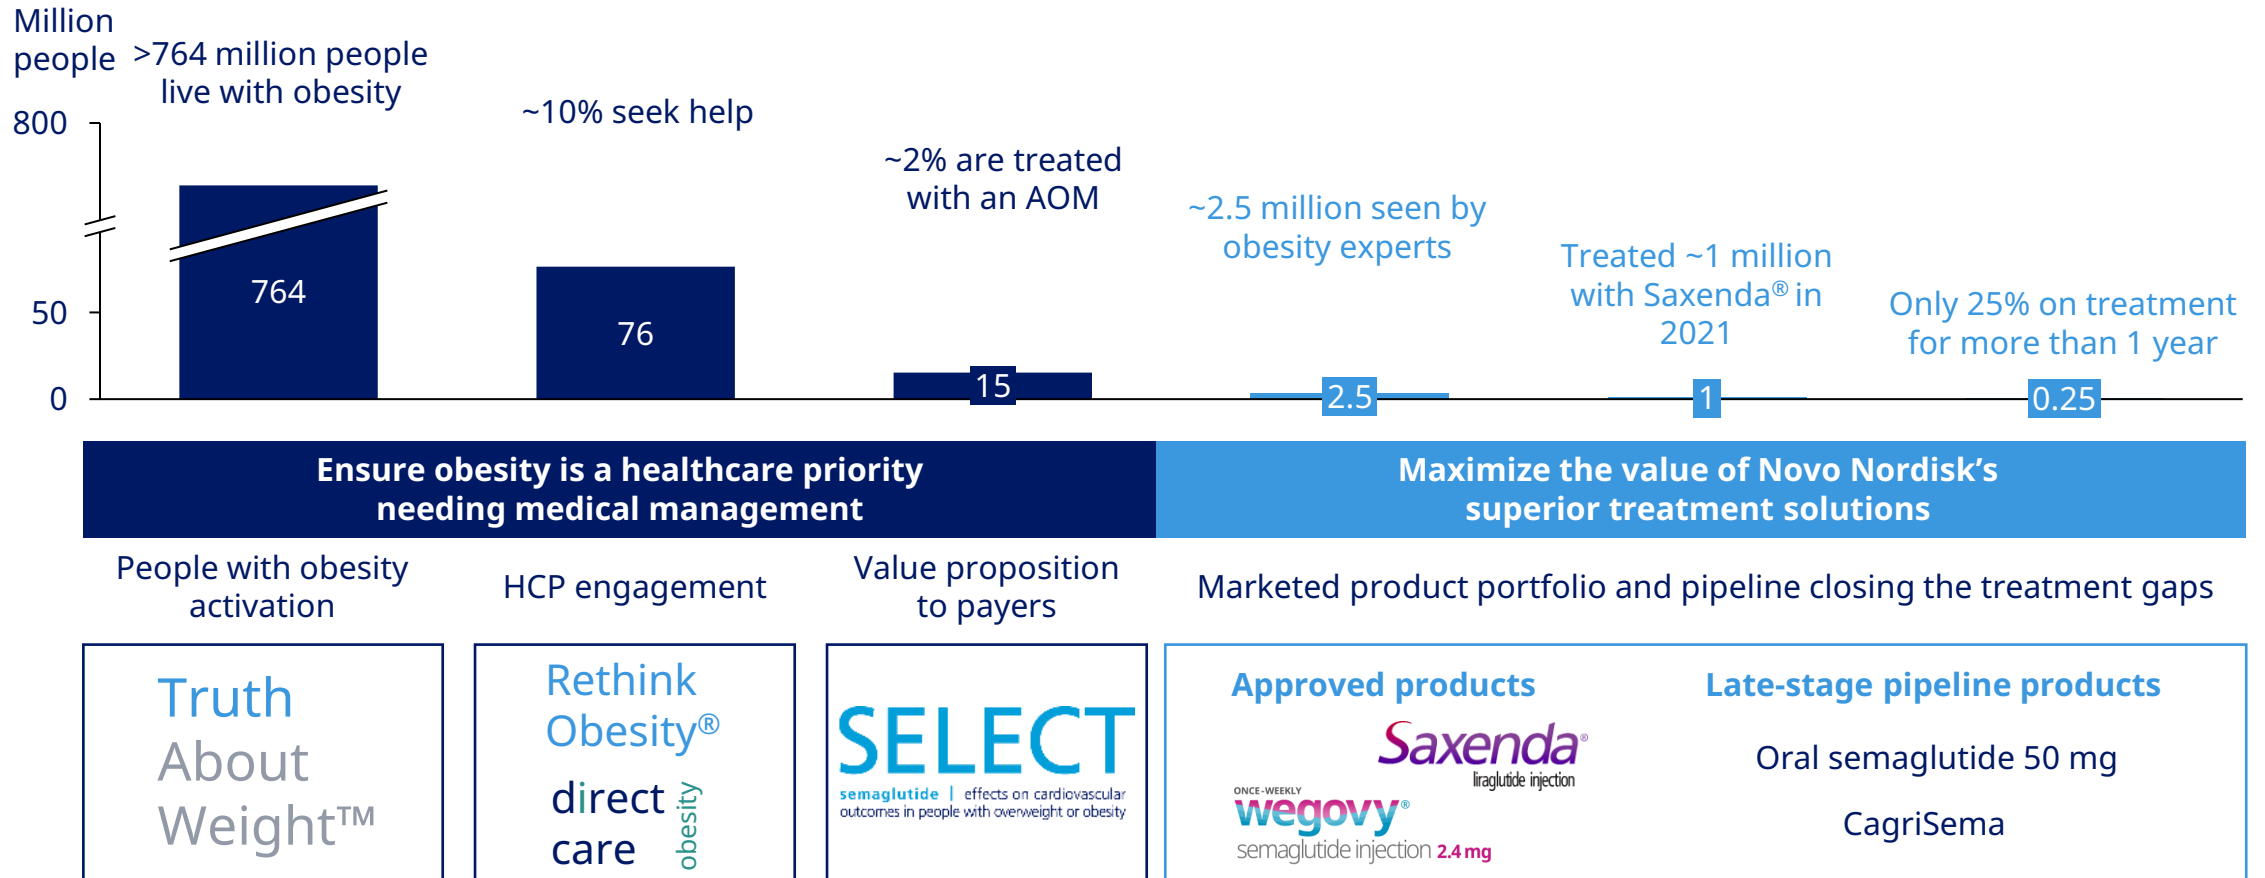 Million
people
>764 million people
live with obesity
~10% seek help
~2% are treated
with an AOM
~2.5 million seen by
obesity experts
Treated ~1 million
with Saxenda® in
2021
Only 25% on treatment
for more than 1 year
800
50
0
764
76
15
2.5
1
0.25
Ensure obesity is a healthcare priority
needing medical management
Maximize the value of Novo Nordisk’s
superior treatment solutions
People with obesity
activation
HCP engagement
Value proposition
to payers
Marketed product portfolio and pipeline closing the treatment gaps
Truth
About
Weight™
Rethink
Obesity®
direct
care
obesity
SELECT
semaglutide | effects on cardiovascular
outcomes in people with overweight or obesity
Approved products
Saxenda®
liraglutide injection
ONCE-WEEKLY
wegovy®
semaglutide injection 2.4 mg
Late-stage pipeline products
Oral semaglutide 50 mg
CagriSema